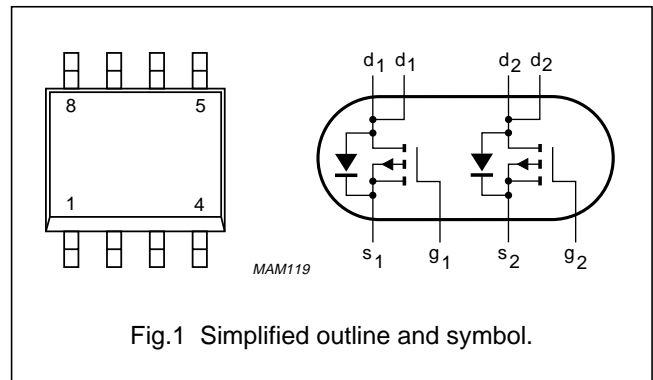 8 5
1 4
MAM119
d1 d1 d2 d2
s1 g1 s2 g2
Fig.1 Simplified outline and symbol.